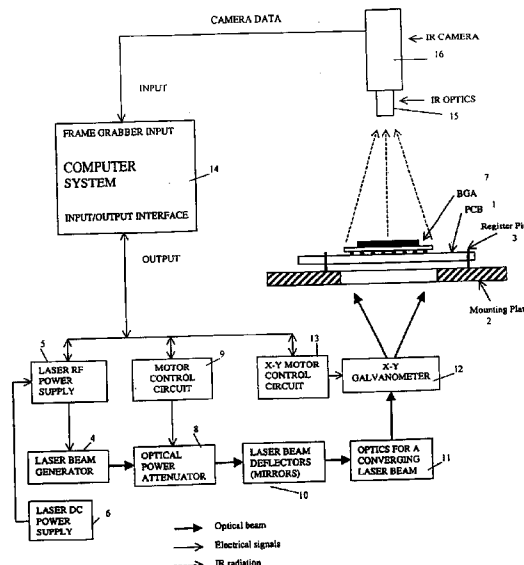 15
CAMERA DATA
IR CAMERA
16
INPUT
IR OPTICS
15
FRAME GRABBER INPUT
COMPUTER
SYSTEM
14
INPUT/OUTPUT INTERFACE
7
BGA
1
PCB
Register Pin
3
OUTPUT
Mounting Plat
2
5
LASER RF
POWER
SUPPLY
9
MOTOR
CONTROL
CIRCUIT
13
X-Y MOTOR
CONTROL
CIRCUIT
X-Y
GALVANOMETER
12
4
LASER BEAM
GENERATOR
8
OPTICAL
POWER
ATTENUATOR
LASER BEAM
DEFLECTORS
(MIRRORS)
10
OPTICS FOR A
CONVERGING
LASER BEAM
11
LASER DC
POWER
SUPPLY
6
Optical beam
Electrical signals
IR radiation